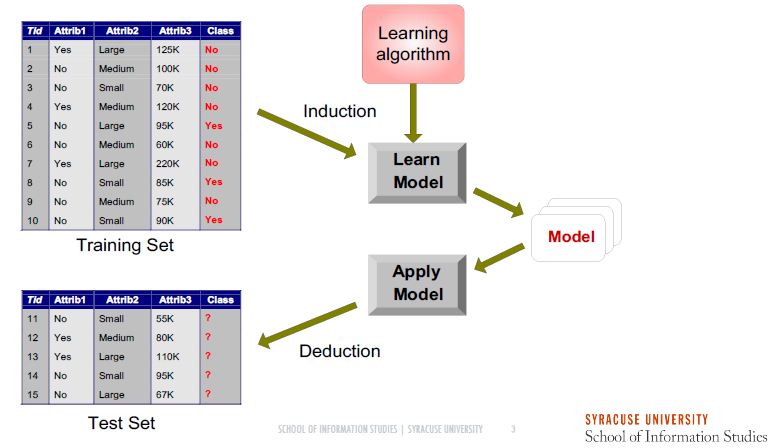 Tid Attrib1 Attrib2 Attrib3 Class
1 Yes Large 125K No
2 No Medium 100K No
3 No Small 70K No
4 Yes Medium 120K No
5 No Large 95K Yes
6 No Medium 60K No
7 Yes Large 220K No
8 No Small 85K Yes
9 No Medium 75K No
10 No Small 90K Yes
Training Set
Learning
algorithm
Induction
Learn
Model
Model
Apply
Model
Deduction
Tid Attrib1 Attrib2 Attrib3 Class
11 No Small 55K ?
12 Yes Medium 80K ?
13 Yes Large 110K ?
14 No Small 95K ?
15 No Large 67K ?
Test Set
SCHOOL OF INFORMATION STUDIES | SYRACUSE UNIVERSITY 3
SYRACUSE UNIVERSITY
School of Information Studies